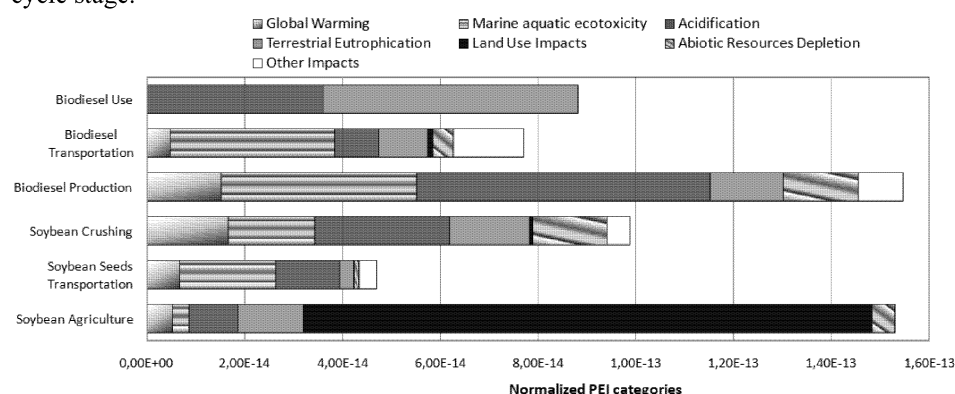 cycle stage.
Global Warming Marine aquatic ecotoxicity Acidification
Terrestrial Eutrophication Land Use Impacts Abiotic Resources Depletion
Other Impacts
Biodiesel Use
Biodiesel
Transportation
Biodiesel Production
Soybean Crushing
Soybean Seeds
Transportation
Soybean Agriculture
0,00E+00 2,00E-14 4,00E-14 6,00E-14 8,00E-14 1,00E-13 1,20E-13 1,40E-13 1,60E-13
Normalized PEI categories